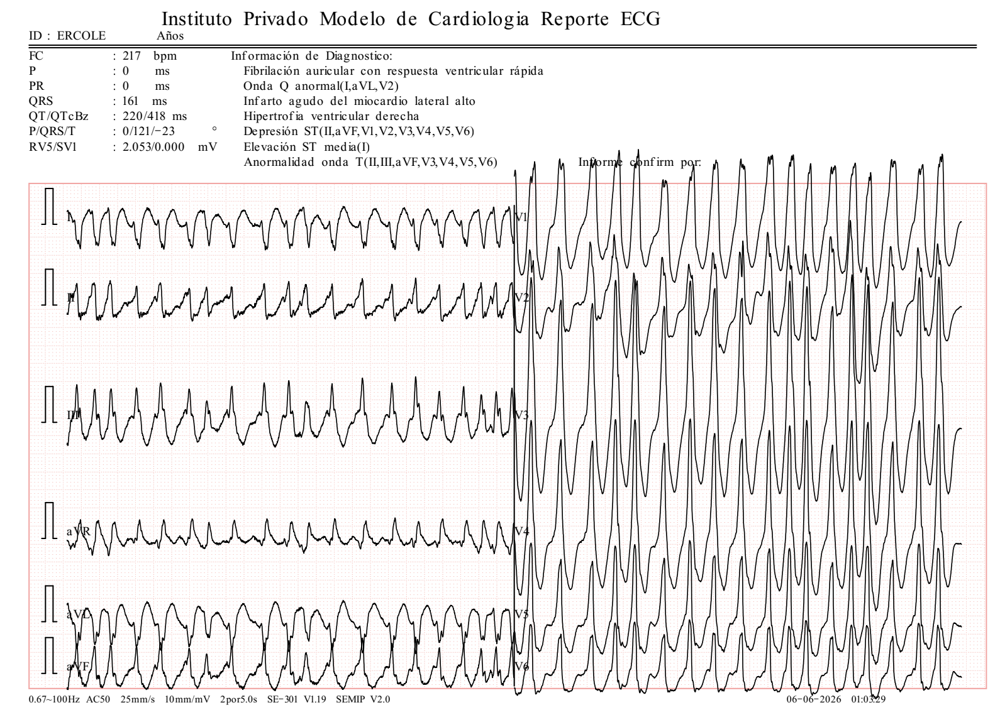 Instituto Privado Modelo de Cardiologia Reporte ECG
ID : ERCOLE Años
FC : 217 bpm
P : 0 ms
PR : 0 ms
QRS : 161 ms
QT/QTcBz : 220/418 ms
P/QRS/T : 0/121/−23 °
RV5/SV1 : 2.053/0.000 mV
Información de Diagnostico:
Fibrilación auricular con respuesta ventricular rápida
Onda Q anormal(I,aVL,V2)
Infarto agudo del miocardio lateral alto
Hipertrofia ventricular derecha
Depresión ST(II,aVF,V1,V2,V3,V4,V5,V6)
Elevación ST media(I)
Anormalidad onda T(II,III,aVF,V3,V4,V5,V6)
Informe confirm por:
I V1
II V2
III V3
aVR V4
aVL V5
aVF V6
0.67~100Hz AC50 25mm/s 10mm/mV 2por5.0s SE−301 V1.19 SEMIP V2.0 06−06−2026 01:03:29